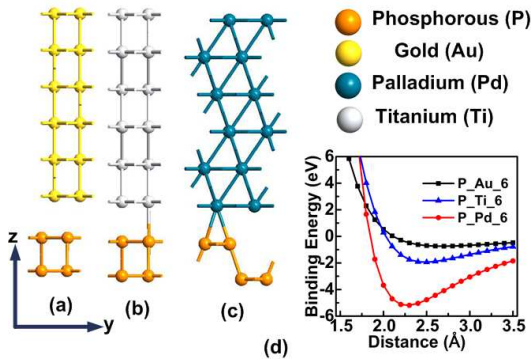 Phosphorous (P)
Gold (Au)
Palladium (Pd)
Titanium (Ti)
z
y
(a)
(b)
(c)
(d)
Binding Energy (eV)
6
4
2
0
-2
-4
-6
P_Au_6
P_Ti_6
P_Pd_6
1.5 2.0 2.5 3.0 3.5
Distance (Å)